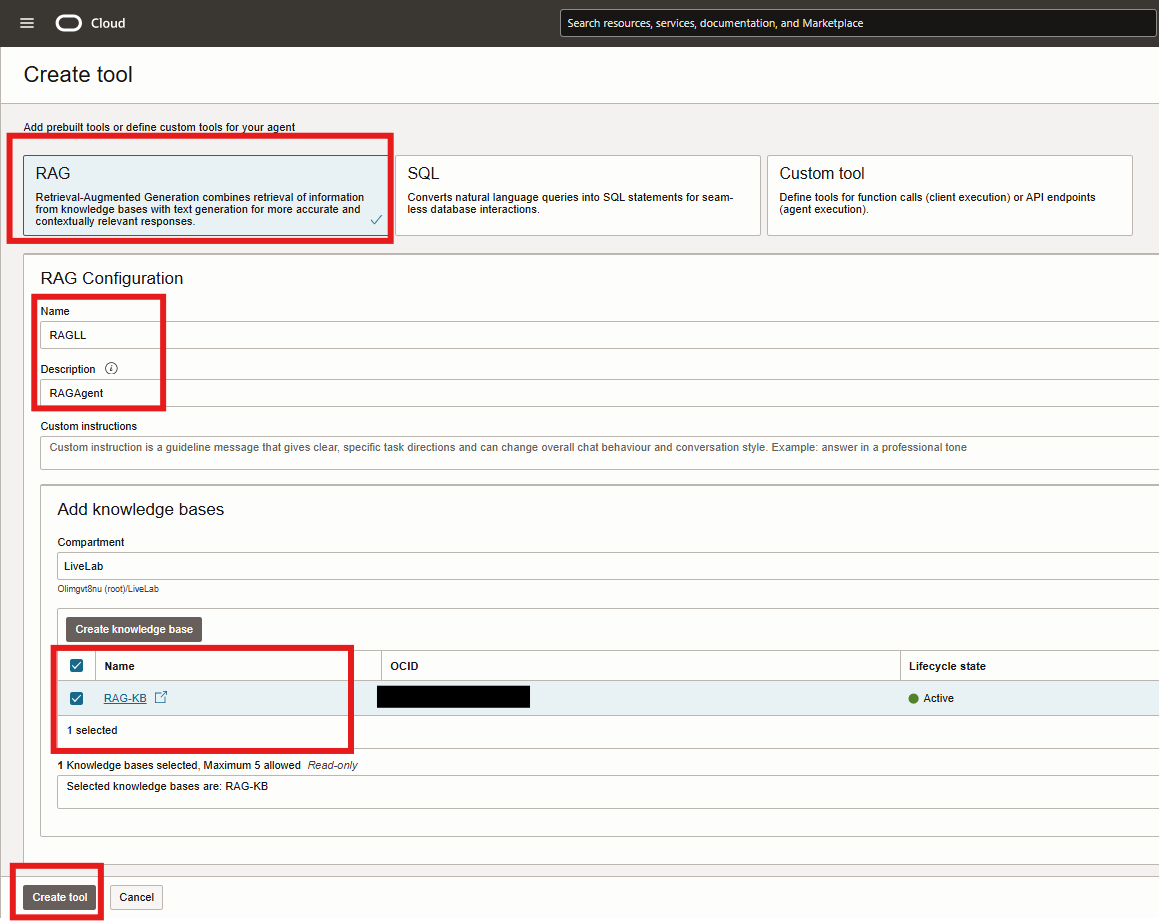 Cloud
Search resources, services, documentation, and Marketplace
Create tool
Add prebuilt tools or define custom tools for your agent
RAG
Retrieval-Augmented Generation combines retrieval of information
from knowledge bases with text generation for more accurate and
contextually relevant responses.
SQL
Converts natural language queries into SQL statements for seam-
less database interactions.
Custom tool
Define tools for function calls (client execution) or API endpoints
(agent execution).
RAG Configuration
Name
RAGLL
Description
RAGAgent
Custom instructions
Custom instruction is a guideline message that gives clear, specific task directions and can change overall chat behaviour and conversation style. Example: answer in a professional tone
Add knowledge bases
Compartment
LiveLab
Olimgvt8nu (root)/LiveLab
Create knowledge base
Name OCID Lifecycle state
RAG-KB Active
1 selected
1 Knowledge bases selected, Maximum 5 allowed Read-only
Selected knowledge bases are: RAG-KB
Create tool Cancel